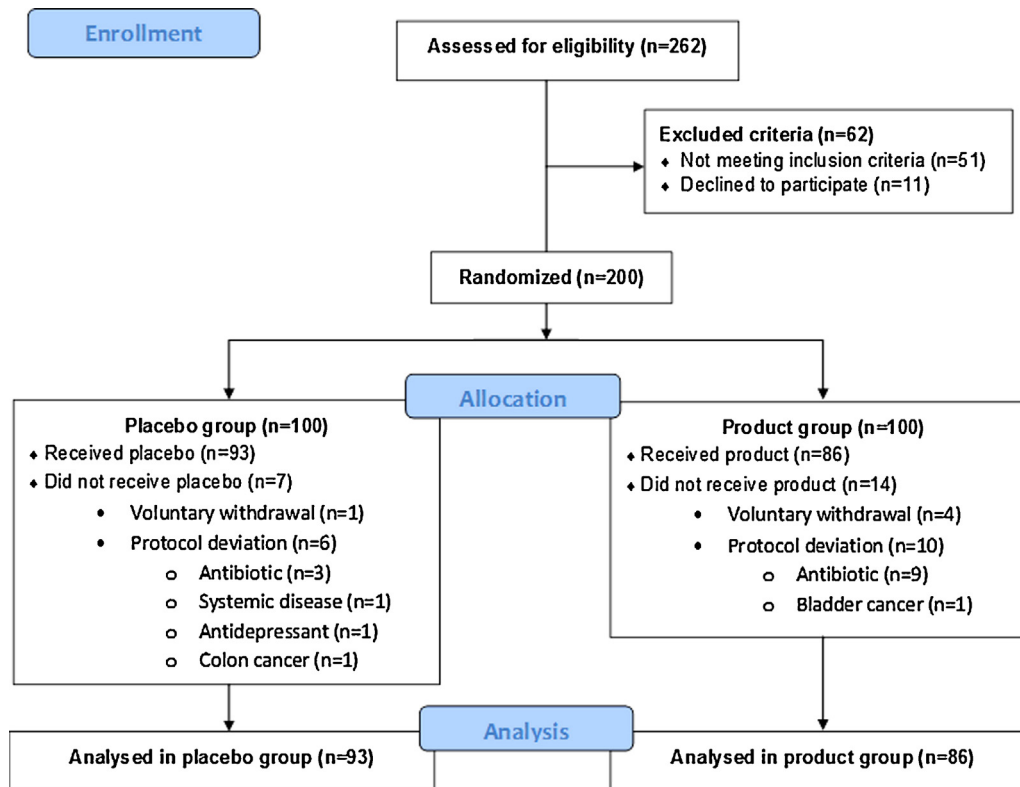 Enrollment
Assessed for eligibility (n=262)
Excluded criteria (n=62)
♦ Not meeting inclusion criteria (n=51)
♦ Declined to participate (n=11)
Randomized (n=200)
Allocation
Placebo group (n=100)
♦ Received placebo (n=93)
♦ Did not receive placebo (n=7)
• Voluntary withdrawal (n=1)
• Protocol deviation (n=6)
o Antibiotic (n=3)
o Systemic disease (n=1)
o Antidepressant (n=1)
o Colon cancer (n=1)
Product group (n=100)
♦ Received product (n=86)
♦ Did not receive product (n=14)
• Voluntary withdrawal (n=4)
• Protocol deviation (n=10)
o Antibiotic (n=9)
o Bladder cancer (n=1)
Analysis
Analysed in placebo group (n=93)
Analysed in product group (n=86)